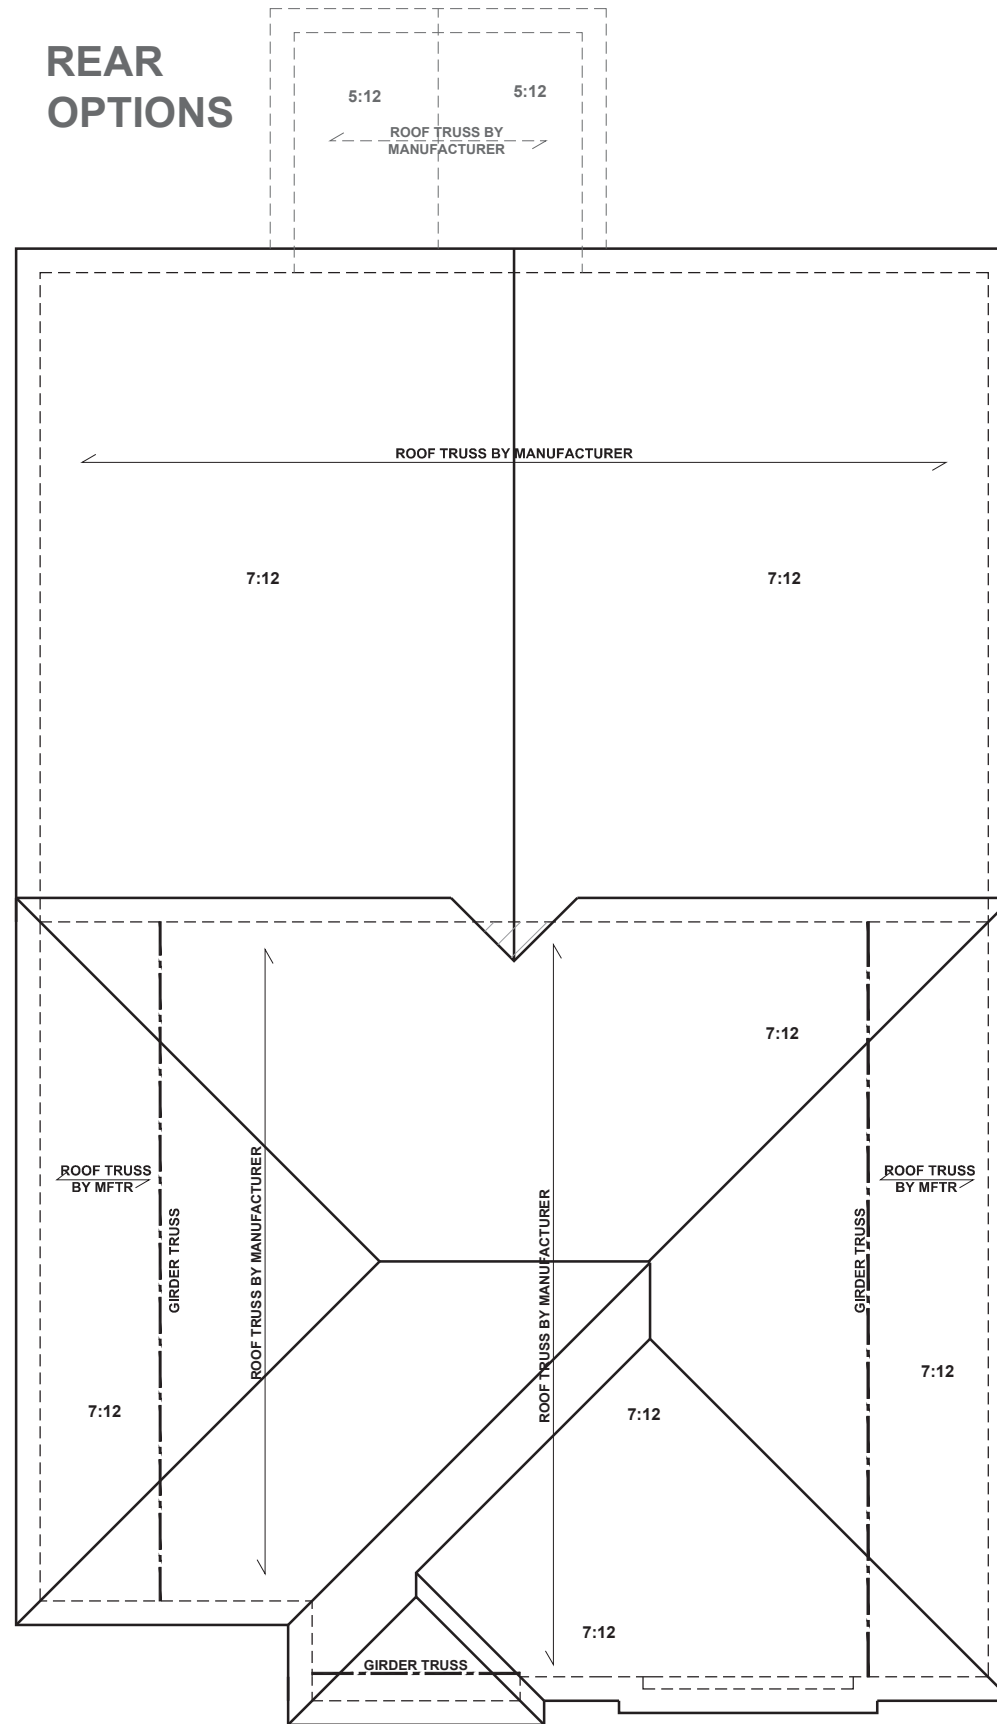 REAR
OPTIONS
5:12
5:12
ROOF TRUSS BY
MANUFACTURER
ROOF TRUSS BY MANUFACTURER
7:12
7:12
7:12
ROOF TRUSS
BY MFTR
GIRDER TRUSS
ROOF TRUSS BY MANUFACTURER
ROOF TRUSS BY MANUFACTURER
GIRDER TRUSS
ROOF TRUSS
BY MFTR
7:12
7:12
7:12
7:12
GIRDER TRUSS